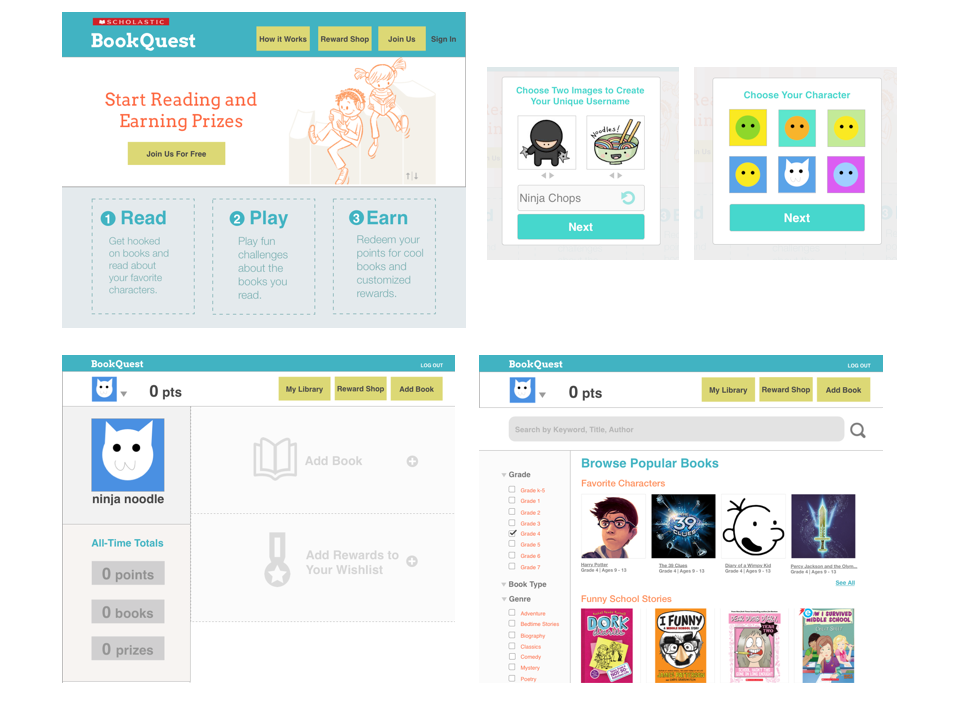 SCHOLASTIC
BookQuest
How it Works
Reward Shop
Join Us
Sign In
Start Reading and
Earning Prizes
Join Us For Free
1 Read
Get hooked
on books and
read about
your favorite
characters.
2 Play
Play fun
challenges
about the
books you
read.
3 Earn
Redeem your
points for cool
books and
customized
rewards.
Choose Two Images to Create
Your Unique Username
Noodles!
Ninja Chops
Next
Choose Your Character
Next
BookQuest
LOG OUT
0 pts
My Library
Reward Shop
Add Book
ninja noodle
All-Time Totals
0 points
0 books
0 prizes
Add Book
Add Rewards to
Your Wishlist
BookQuest
LOG OUT
0 pts
My Library
Reward Shop
Add Book
Search by Keyword, Title, Author
Grade
Grade k-5
Grade 1
Grade 2
Grade 3
Grade 4
Grade 5
Grade 6
Grade 7
Book Type
Genre
Adventure
Bedtime Stories
Biography
Classics
Comedy
Mystery
Poetry
Browse Popular Books
Favorite Characters
39
CLUES
Harry Potter
Grade 4 | Ages 9 - 13
The 39 Clues
Grade 4 | Ages 9 - 13
Diary of a Wimpy Kid
Grade 4 | Ages 9 - 13
Percy Jackson and the Olym...
Grade 4 | Ages 9 - 13
See All
Funny School Stories
DORK
diaries
I FUNNY
YEAR
TWO
HOW I SURVIVED
MIDDLE SCHOOL